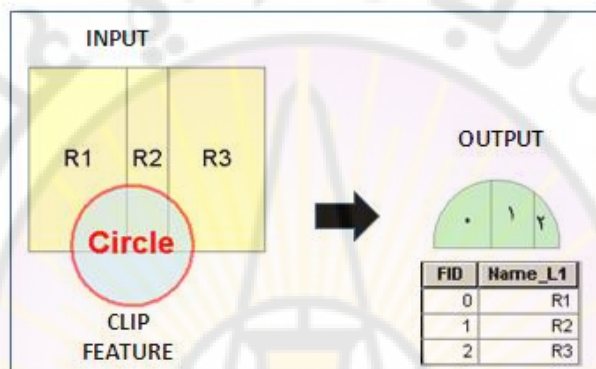 INPUT
R1 R2 R3
Circle
CLIP
FEATURE
OUTPUT
٠ ١ ٢
FID Name_L1
0 R1
1 R2
2 R3